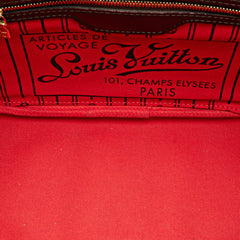 ARTICLES DE
VOYAGE
Louis Vuitton
101, CHAMPS ELYSEES
PARIS